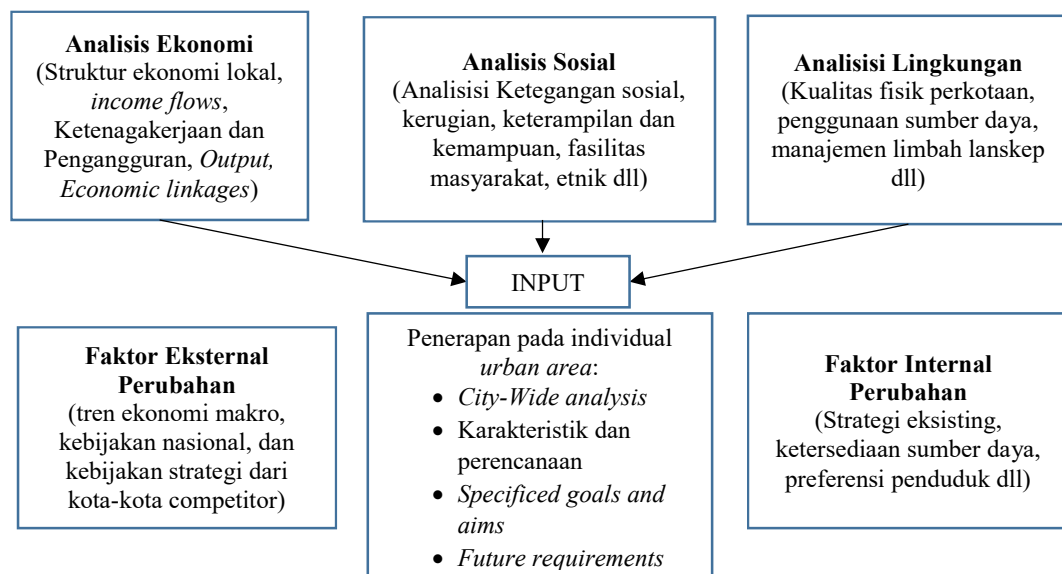 Analisis Ekonomi
(Struktur ekonomi lokal,
income flows,
Ketenagakerjaan dan
Pengangguran, Output,
Economic linkages)
Analisis Sosial
(Analisisi Ketegangan sosial,
kerugian, keterampilan dan
kemampuan, fasilitas
masyarakat, etnik dll)
Analisisi Lingkungan
(Kualitas fisik perkotaan,
penggunaan sumber daya,
manajemen limbah lanskep
dll)
INPUT
Faktor Eksternal
Perubahan
(tren ekonomi makro,
kebijakan nasional, dan
kebijakan strategi dari
kota-kota competitor)
Penerapan pada individual
urban area:
• City-Wide analysis
• Karakteristik dan
perencanaan
• Specificed goals and
aims
• Future requirements
Faktor Internal
Perubahan
(Strategi eksisting,
ketersediaan sumber daya,
preferensi penduduk dll)